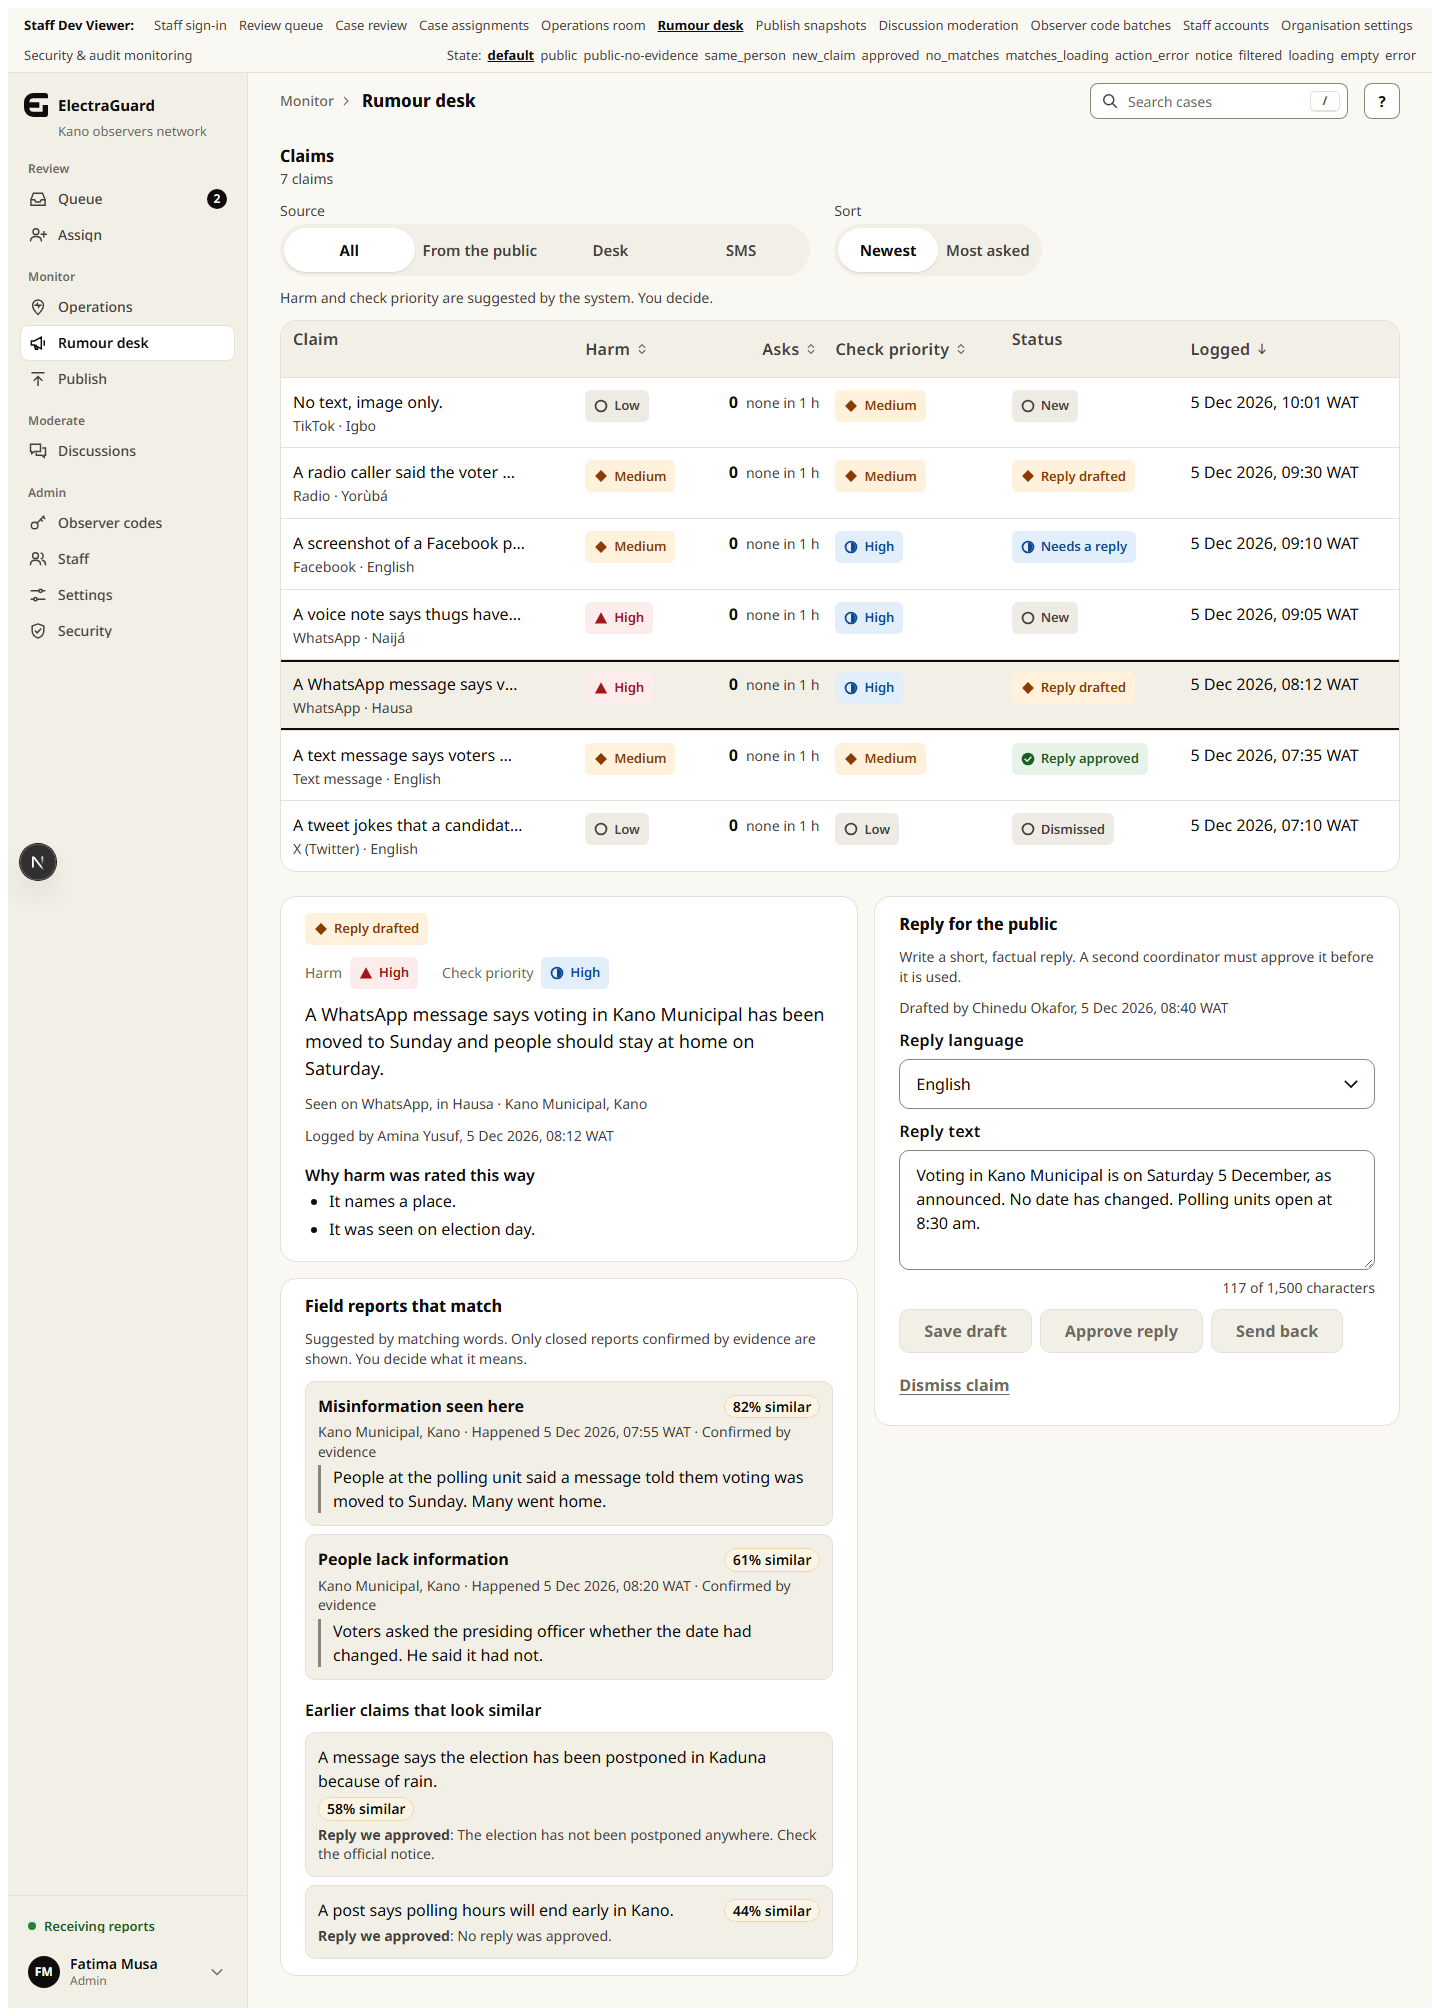 Staff Dev Viewer: Staff sign-in Review queue Case review Case assignments Operations room Rumour desk Publish snapshots Discussion moderation Observer code batches Staff accounts Organisation settings
Security & audit monitoring State: default public public-no-evidence same_person new_claim approved no_matches matches_loading action_error notice filtered loading empty error
ElectraGuard
Kano observers network
Review
Queue 2
Assign
Monitor
Operations
Rumour desk
Publish
Moderate
Discussions
Admin
Observer codes
Staff
Settings
Security
N
Receiving reports
FM Fatima Musa
Admin
Monitor > Rumour desk
Search cases /
?
Claims
7 claims
Source
All From the public Desk SMS
Sort
Newest Most asked
Harm and check priority are suggested by the system. You decide.
Claim Harm Asks Check priority Status Logged
No text, image only. Low 0 none in 1 h Medium New 5 Dec 2026, 10:01 WAT
TikTok · Igbo
A radio caller said the voter ... Medium 0 none in 1 h Medium Reply drafted 5 Dec 2026, 09:30 WAT
Radio · Yorùbá
A screenshot of a Facebook p... Medium 0 none in 1 h High Needs a reply 5 Dec 2026, 09:10 WAT
Facebook · English
A voice note says thugs have... High 0 none in 1 h High New 5 Dec 2026, 09:05 WAT
WhatsApp · Naijá
A WhatsApp message says v... High 0 none in 1 h High Reply drafted 5 Dec 2026, 08:12 WAT
WhatsApp · Hausa
A text message says voters ... Medium 0 none in 1 h Medium Reply approved 5 Dec 2026, 07:35 WAT
Text message · English
A tweet jokes that a candidat... Low 0 none in 1 h Low Dismissed 5 Dec 2026, 07:10 WAT
X (Twitter) · English
Reply drafted
Harm High Check priority High
A WhatsApp message says voting in Kano Municipal has been
moved to Sunday and people should stay at home on
Saturday.
Seen on WhatsApp, in Hausa · Kano Municipal, Kano
Logged by Amina Yusuf, 5 Dec 2026, 08:12 WAT
Why harm was rated this way
• It names a place.
• It was seen on election day.
Field reports that match
Suggested by matching words. Only closed reports confirmed by evidence are
shown. You decide what it means.
Misinformation seen here 82% similar
Kano Municipal, Kano · Happened 5 Dec 2026, 07:55 WAT · Confirmed by
evidence
People at the polling unit said a message told them voting was
moved to Sunday. Many went home.
People lack information 61% similar
Kano Municipal, Kano · Happened 5 Dec 2026, 08:20 WAT · Confirmed by
evidence
Voters asked the presiding officer whether the date had
changed. He said it had not.
Earlier claims that look similar
A message says the election has been postponed in Kaduna
because of rain.
58% similar
Reply we approved: The election has not been postponed anywhere. Check
the official notice.
A post says polling hours will end early in Kano. 44% similar
Reply we approved: No reply was approved.
Reply for the public
Write a short, factual reply. A second coordinator must approve it before
it is used.
Drafted by Chinedu Okafor, 5 Dec 2026, 08:40 WAT
Reply language
English
Reply text
Voting in Kano Municipal is on Saturday 5 December, as
announced. No date has changed. Polling units open at
8:30 am.
117 of 1,500 characters
Save draft Approve reply Send back
Dismiss claim